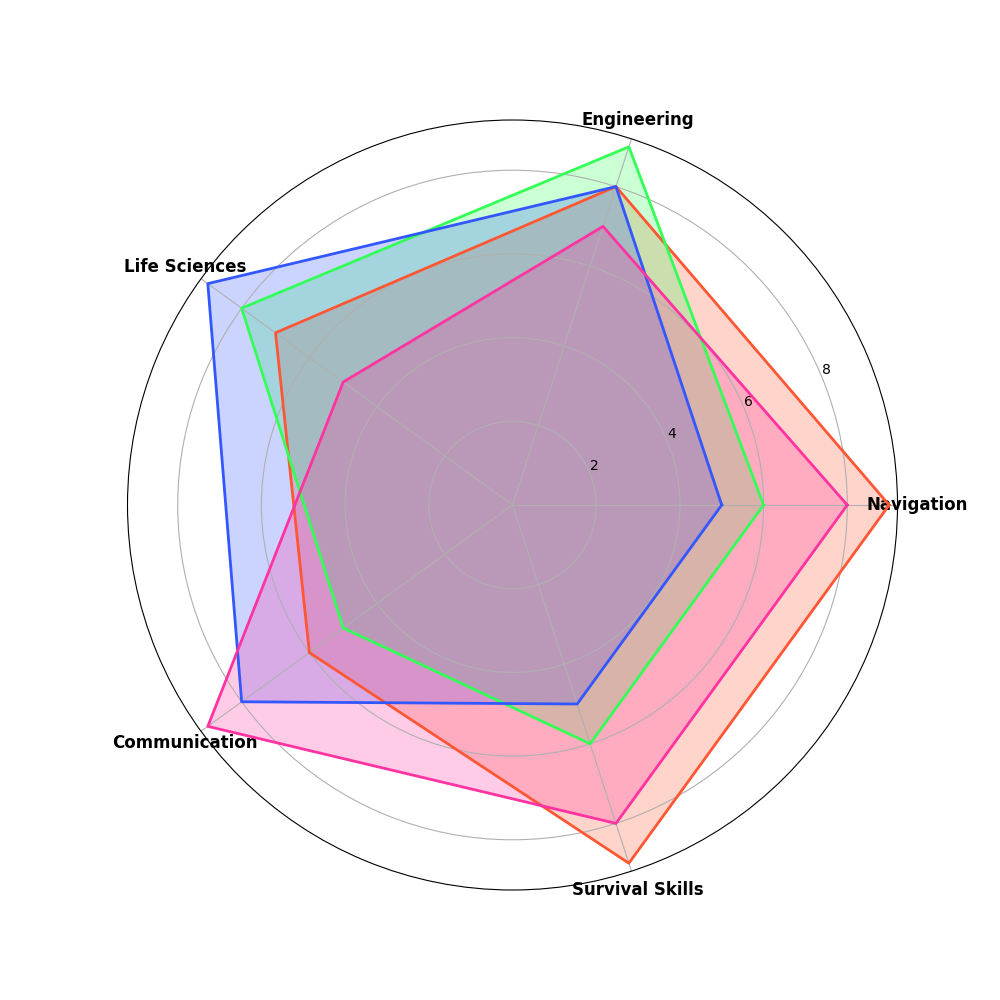 Engineering
Life Sciences
8
6
4
2
Navigation
Communication
Survival Skills